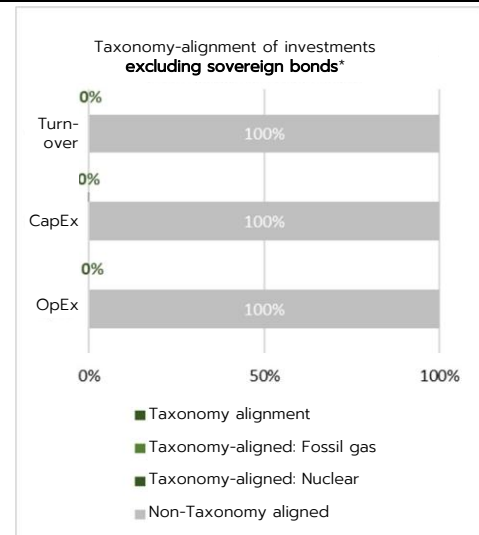 Taxonomy-alignment of investments
excluding sovereign bonds*
0%
Turn-
over
100%
0%
CapEx
100%
0%
OpEx
100%
0%
50%
100%
Taxonomy alignment
Taxonomy-aligned: Fossil gas
Taxonomy-aligned: Nuclear
Non-Taxonomy aligned